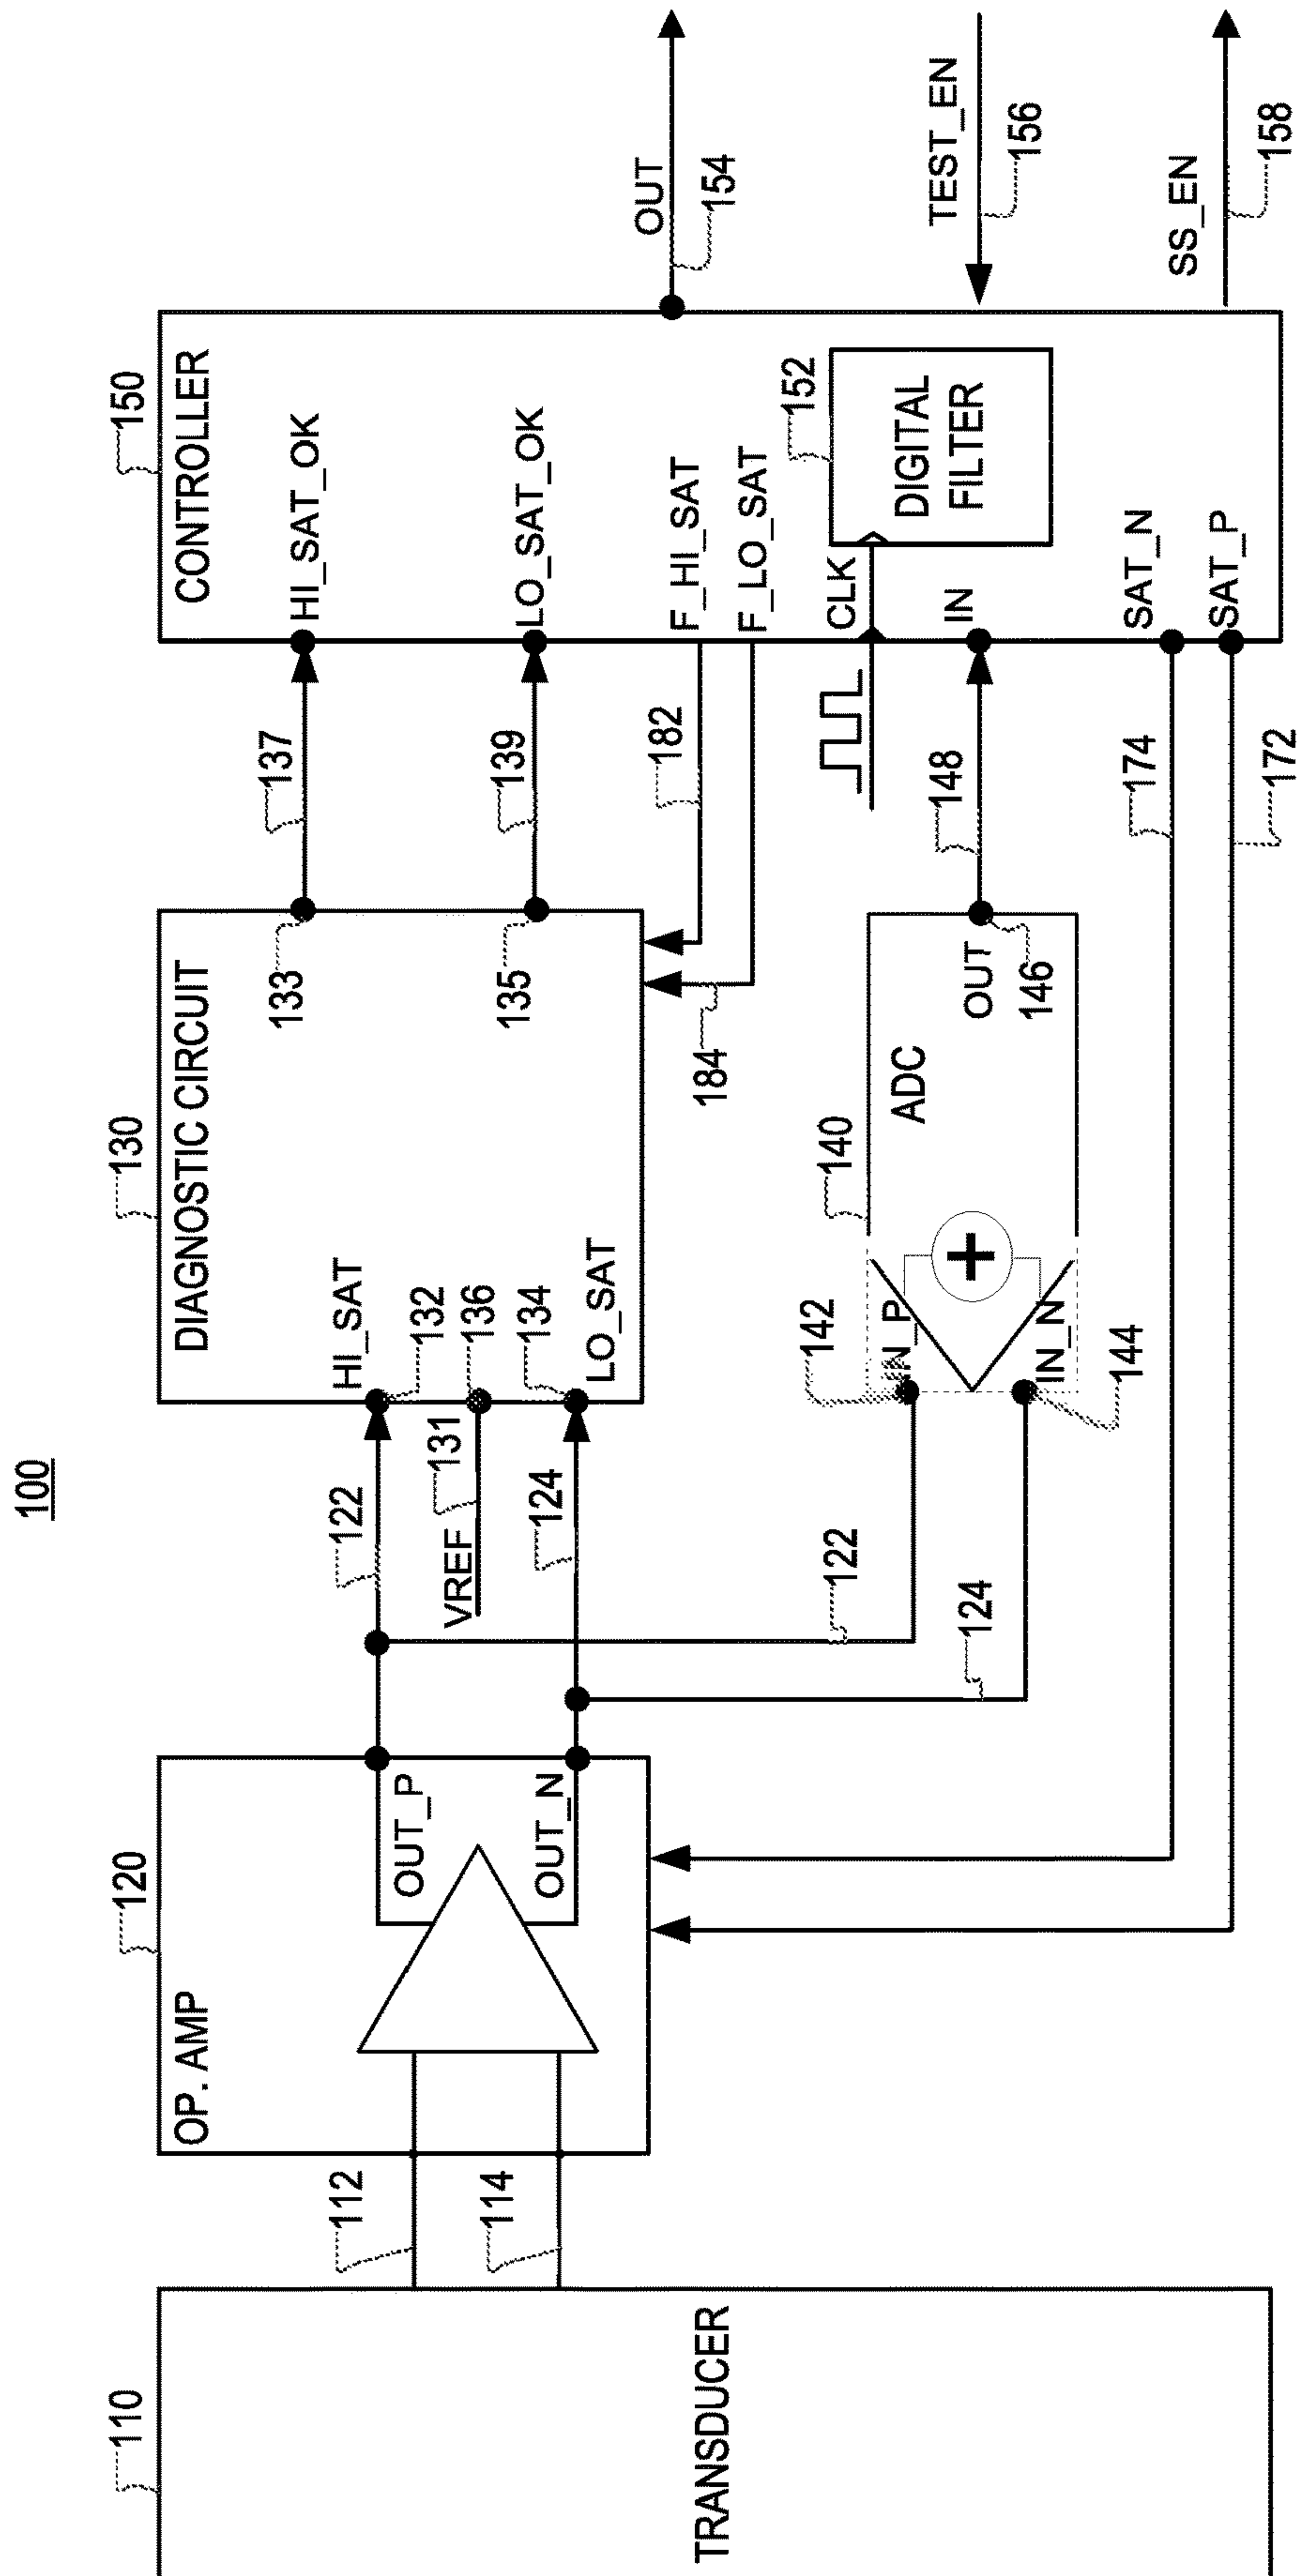 100
110
TRANSDUCER
112
114
120
OP. AMP
OUT_P
OUT_N
122
VREF
131
124
122
124
130
DIAGNOSTIC CIRCUIT
HI_SAT
132
136
134
LO_SAT
133
135
137
139
182
184
142
IN_P
IN_N
144
140
ADC
OUT
146
148
174
172
150
CONTROLLER
HI_SAT_OK
LO_SAT_OK
F_HI_SAT
F_LO_SAT
CLK
152
DIGITAL
FILTER
IN
SAT_N
SAT_P
OUT
154
TEST_EN
156
SS_EN
158